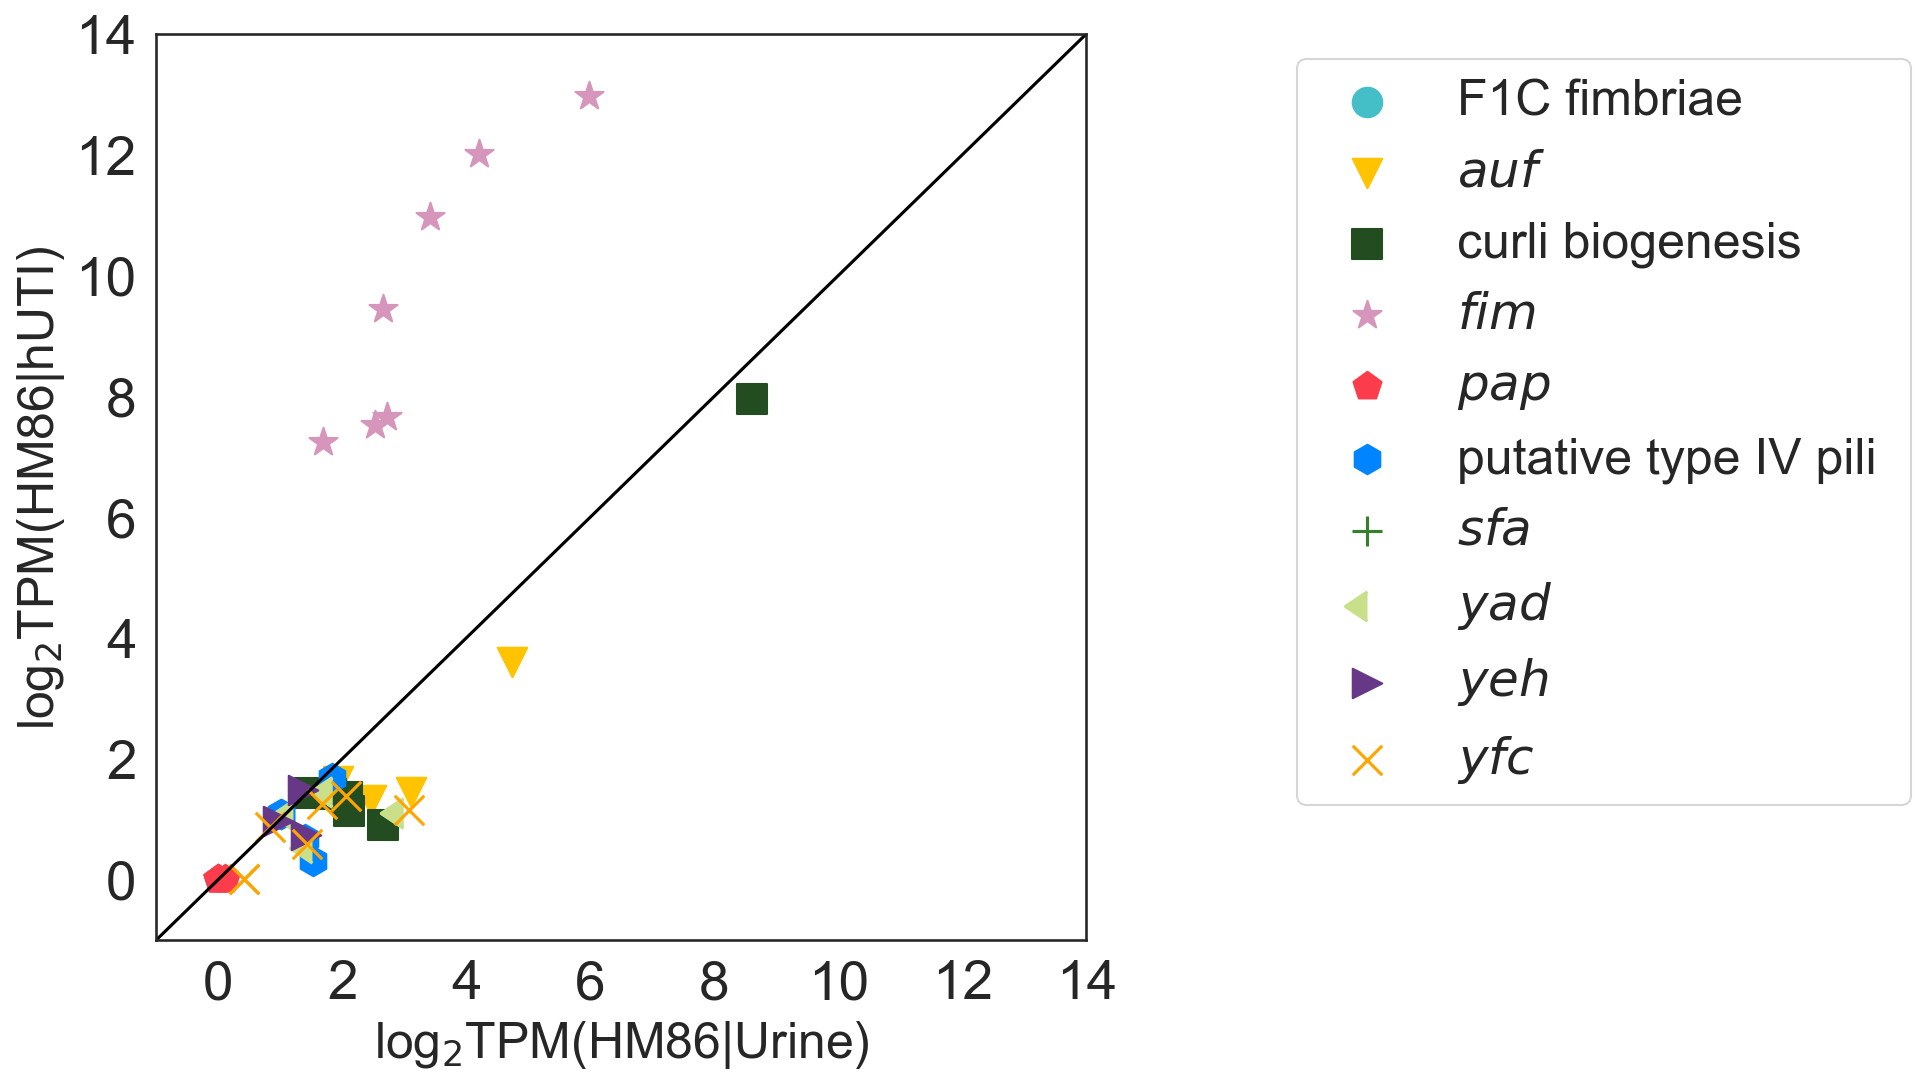 log2TPM(HM86|hUTI)
14
12
10
8
6
4
2
0
0 2 4 6 8 10 12 14
log2TPM(HM86|Urine)
F1C fimbriae
auf
curli biogenesis
fim
pap
putative type IV pili
sfa
yad
yeh
yfc